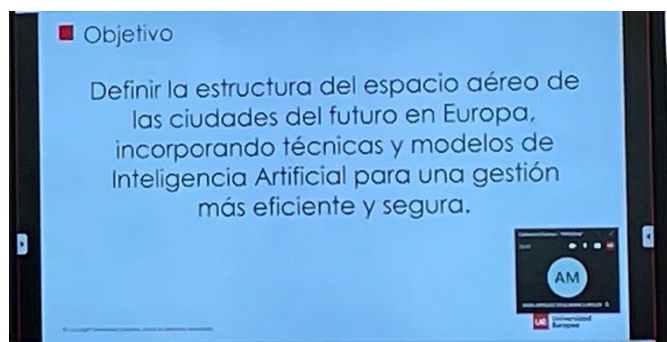 Objetivo
Definir la estructura del espacio aéreo de
las ciudades del futuro en Europa,
incorporando técnicas y modelos de
Inteligencia Artificial para una gestión
más eficiente y segura.
AM
ue Universidad
Europea